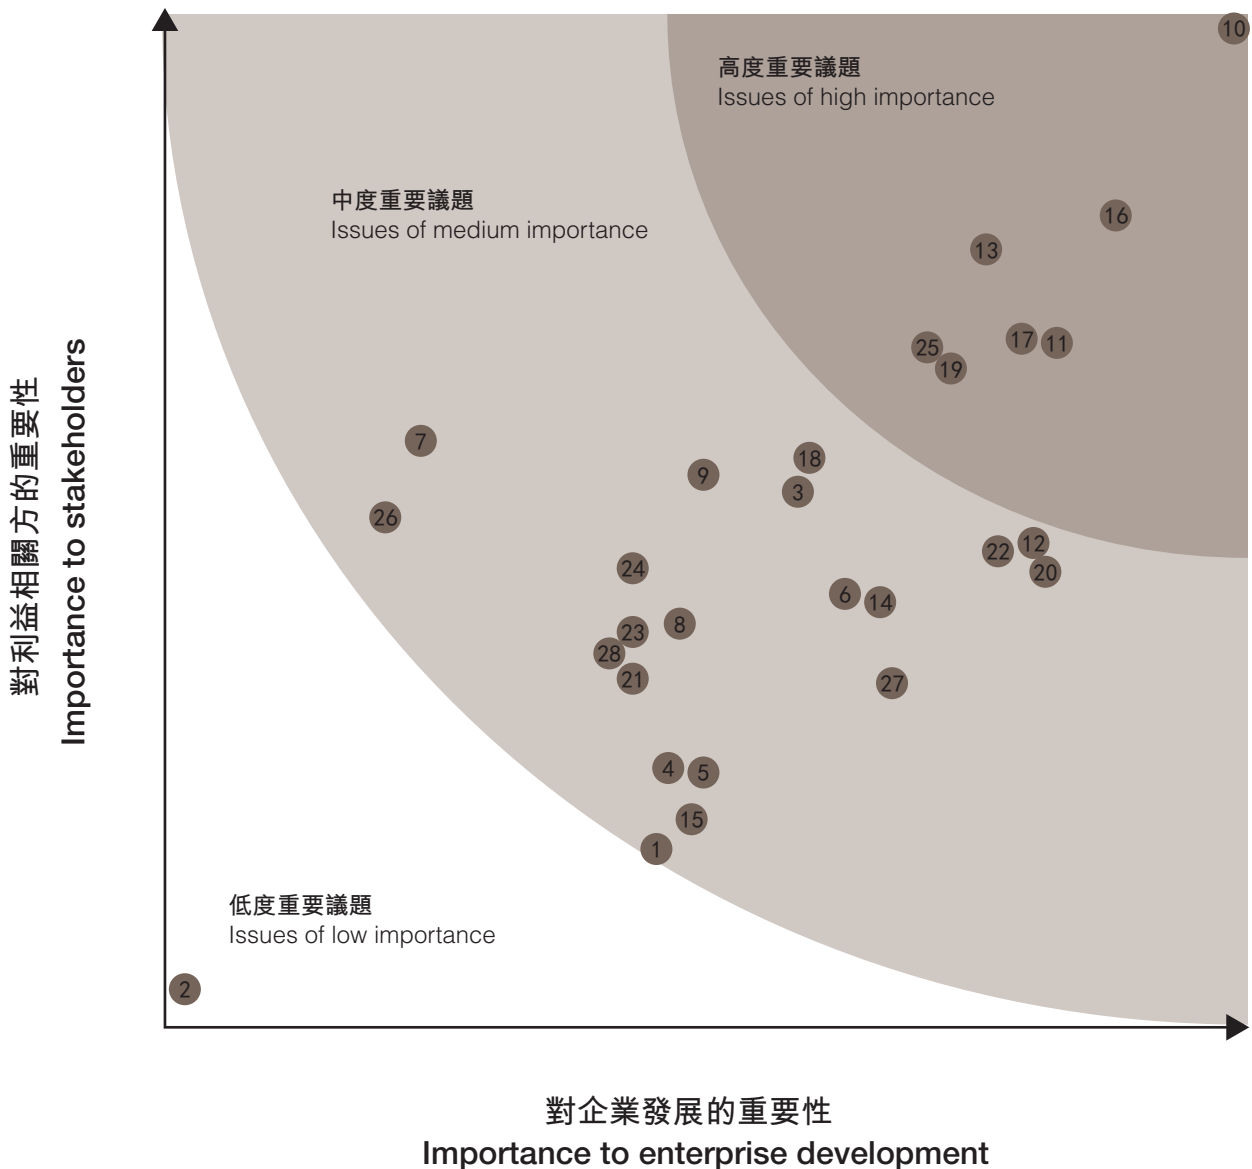 10
高度重要議題
Issues of high importance
中度重要議題
Issues of medium importance
16
13
17
11
25
19
7
18
9
3
26
12
22
24
20
6
14
8
23
28
21
27
4
5
15
1
低度重要議題
Issues of low importance
2
對利益相關方的重要性
Importance to stakeholders
對企業發展的重要性
Importance to enterprise development